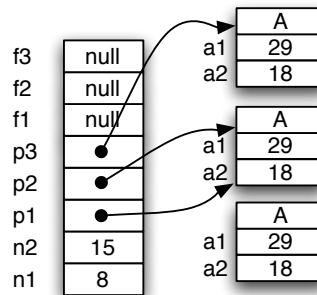 f3 null
f2 null
f1 null
p3
p2
p1
n2 15
n1 8
A
a1 29
a2 18
A
a1 29
a2 18
A
a1 29
a2 18